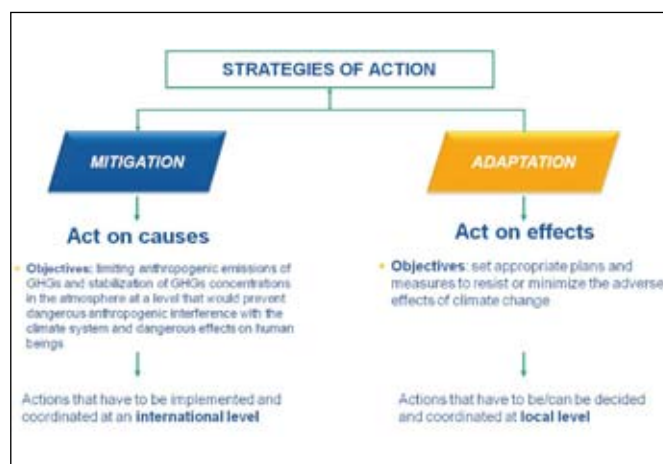 STRATEGIES OF ACTION
MITIGATION
Act on causes
Objectives: limiting anthropogenic emissions of
GHGs and stabilization of GHGs concentrations
in the atmosphere at a level that would prevent
dangerous anthropogenic interference with the
climate system and dangerous effects on human
beings
Actions that have to be implemented and
coordinated at an international level
ADAPTATION
Act on effects
Objectives: set appropriate plans and
measures to resist or minimize the adverse
effects of climate change
Actions that have to be/can be decided
and coordinated at local level